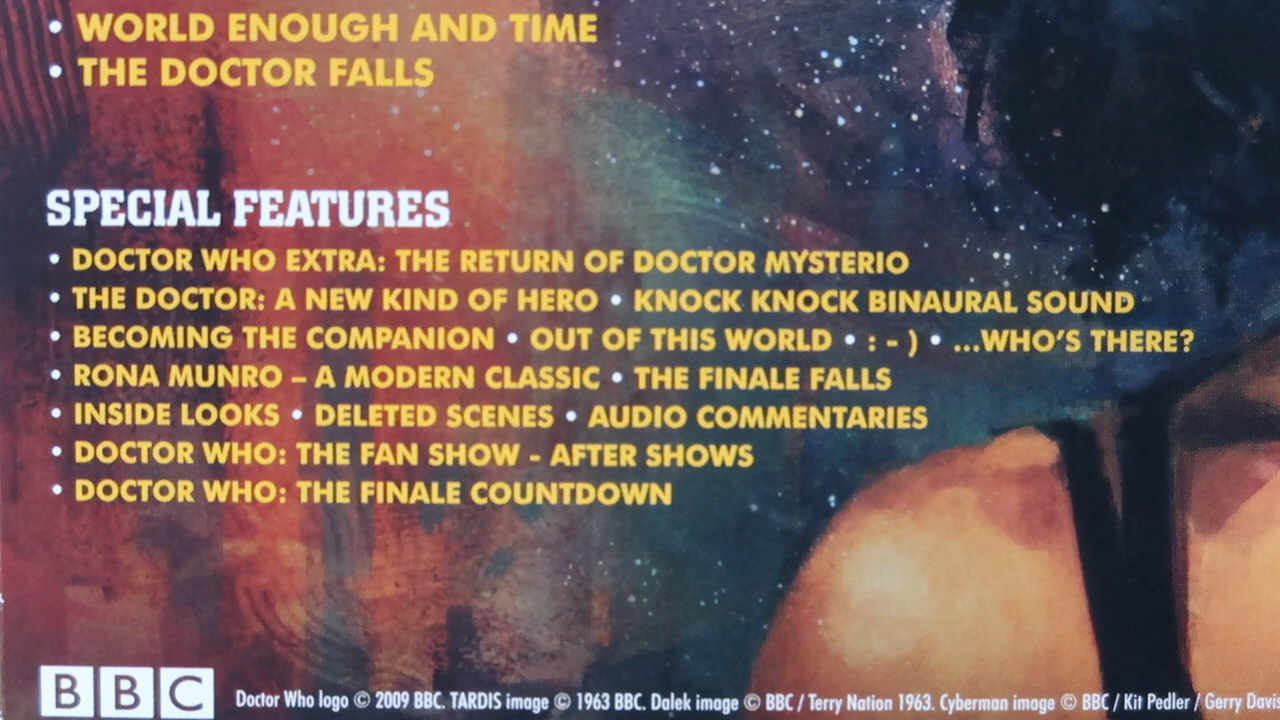 • WORLD ENOUGH AND TIME
• THE DOCTOR FALLS
SPECIAL FEATURES
• DOCTOR WHO EXTRA: THE RETURN OF DOCTOR MYSTERIO
• THE DOCTOR: A NEW KIND OF HERO • KNOCK KNOCK BINAURAL SOUND
• BECOMING THE COMPANION • OUT OF THIS WORLD • : - ) • ...WHO'S THERE?
• RONA MUNRO – A MODERN CLASSIC • THE FINALE FALLS
• INSIDE LOOKS • DELETED SCENES • AUDIO COMMENTARIES
• DOCTOR WHO: THE FAN SHOW - AFTER SHOWS
• DOCTOR WHO: THE FINALE COUNTDOWN
BBC Doctor Who logo © 2009 BBC. TARDIS image © 1963 BBC. Dalek image © BBC / Terry Nation 1963. Cyberman image © BBC / Kit Pedler / Gerry Davis